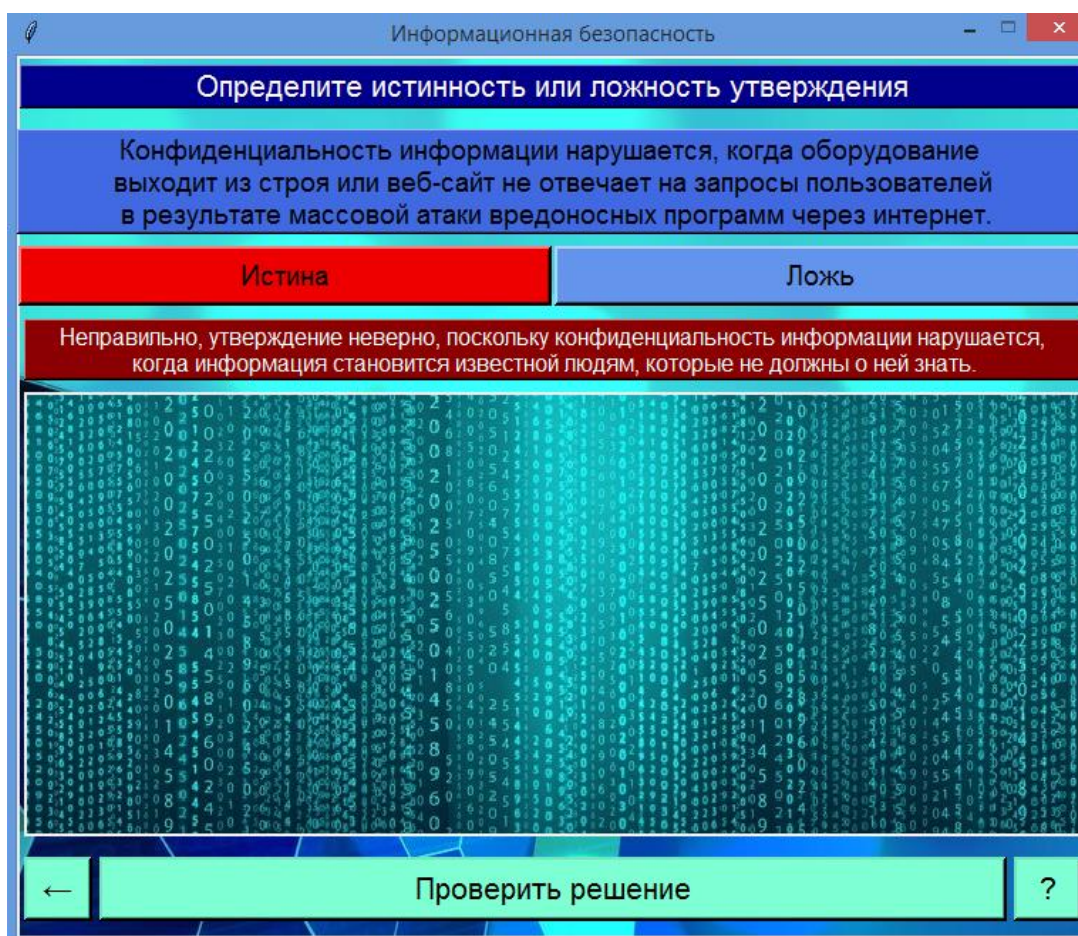 Информационная безопасность
Определите истинность или ложность утверждения
Конфиденциальность информации нарушается, когда оборудование
выходит из строя или веб-сайт не отвечает на запросы пользователей
в результате массовой атаки вредоносных программ через интернет.
Истина
Ложь
Неправильно, утверждение неверно, поскольку конфиденциальность информации нарушается,
когда информация становится известной людям, которые не должны о ней знать.
←
Проверить решение
?